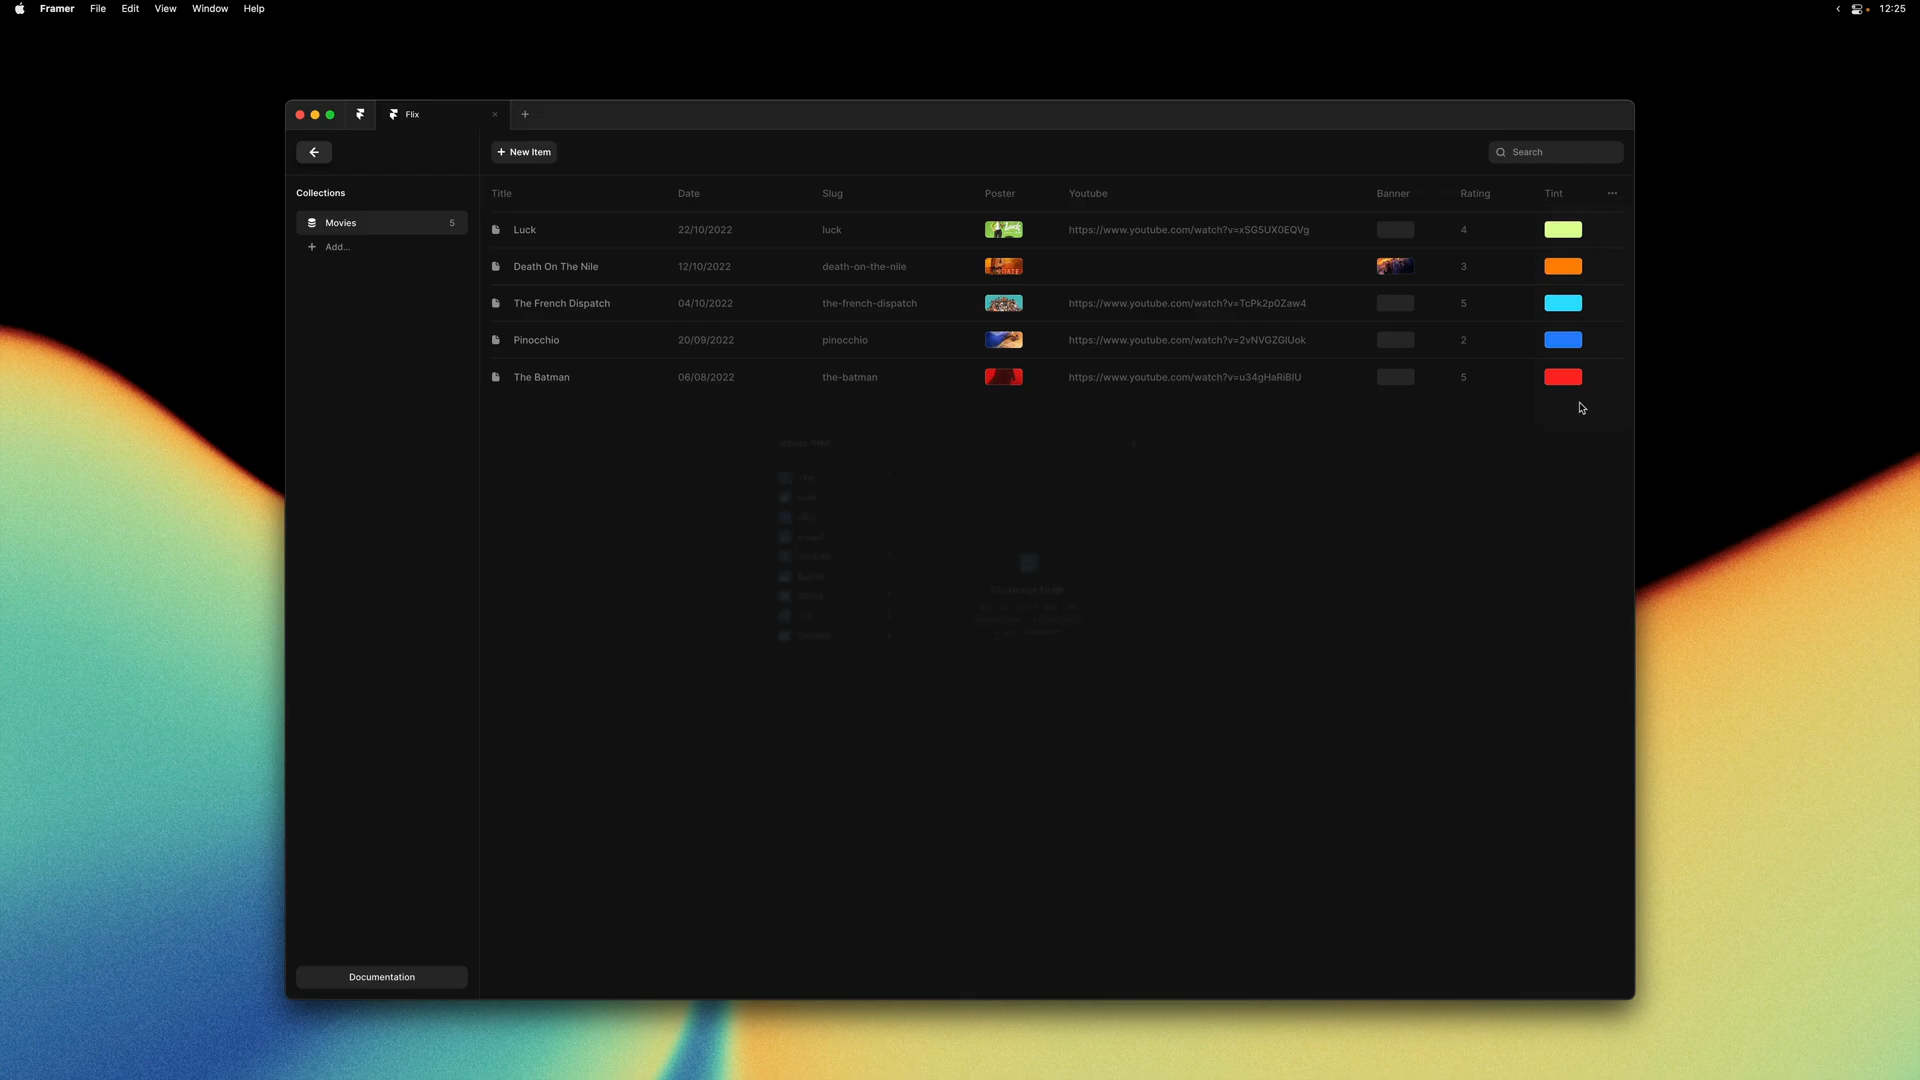 Framer File Edit View Window Help 12:25
Flix
New Item Search
Collections
Title Date Slug Poster Youtube Banner Rating Tint
Movies 5
Luck 22/10/2022 luck https://www.youtube.com/watch?v=xSG5UX0EQVg 4
Add...
Death On The Nile 12/10/2022 death-on-the-nile 3
The French Dispatch 04/10/2022 the-french-dispatch https://www.youtube.com/watch?v=TcPk2p0Zaw4 5
Pinocchio 20/09/2022 pinocchio https://www.youtube.com/watch?v=2vNVGZGlUok 2
The Batman 06/08/2022 the-batman https://www.youtube.com/watch?v=u34gHaRiBIU 5
Documentation